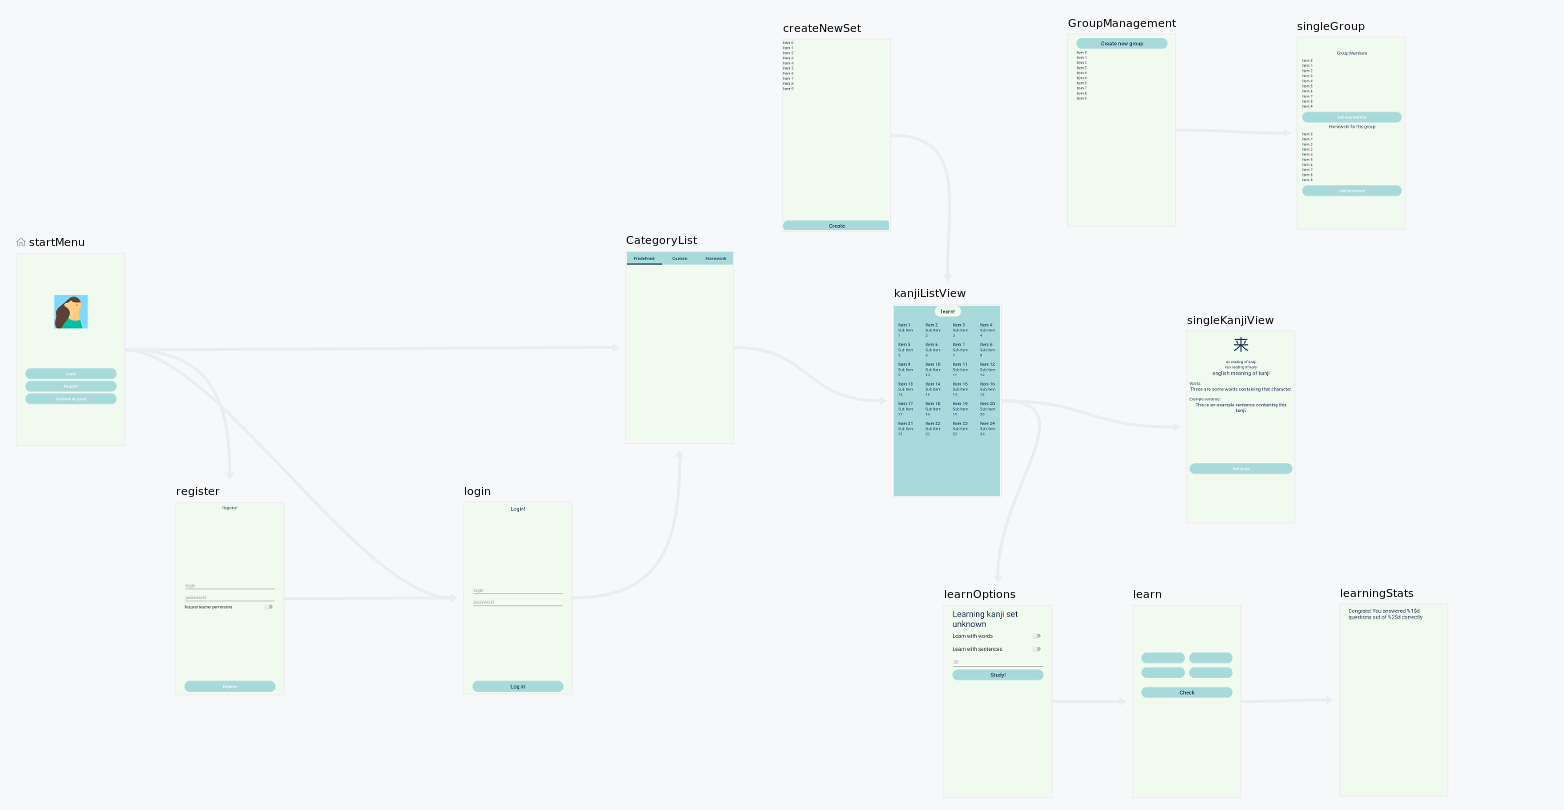 createNewSet
Item 0
Item 1
Item 2
Item 3
Item 4
Item 5
Item 6
Item 7
Item 8
Item 9
Create
GroupManagement
Create new group
Item 0
Item 1
Item 2
Item 3
Item 4
Item 5
Item 6
Item 7
Item 8
Item 9
singleGroup
Group Members
Item 0
Item 1
Item 2
Item 3
Item 4
Item 5
Item 6
Item 7
Item 8
Item 9
Homework for this group
Item 0
Item 1
Item 2
Item 3
Item 4
Item 5
Item 6
Item 7
Item 8
Item 9
startMenu
Login
Register
Continue as guest
CategoryList
Predefined Custom Homework
kanjiListView
learn!
Item 1 Item 2 Item 3 Item 4
Sub Item Sub Item Sub Item Sub Item
1 2 3 4
Item 5 Item 6 Item 7 Item 8
Sub Item Sub Item Sub Item Sub Item
5 6 7 8
Item 9 Item 10 Item 11 Item 12
Sub Item Sub Item Sub Item Sub Item
9 10 11 12
Item 13 Item 14 Item 15 Item 16
Sub Item Sub Item Sub Item Sub Item
13 14 15 16
Item 17 Item 18 Item 19 Item 20
Sub Item Sub Item Sub Item Sub Item
17 18 19 20
Item 21 Item 22 Item 23 Item 24
Sub Item Sub Item Sub Item Sub Item
21 22 23 24
singleKanjiView
来
on reading of kanji
kun reading of kanji
english meaning of kanji
Words:
These are some words containing that character.
Example sentence:
This is an example sentence containing this
kanji.
register
Register!
Login
password
Request teacher permissions
Register
login
Login!
Login
password
Log in
learnOptions
Learning kanji set
unknown
Learn with words
Learn with sentences
Study!
learn
Check
learningStats
Congrats! You answered %1$d
questions out of %2$d correctly